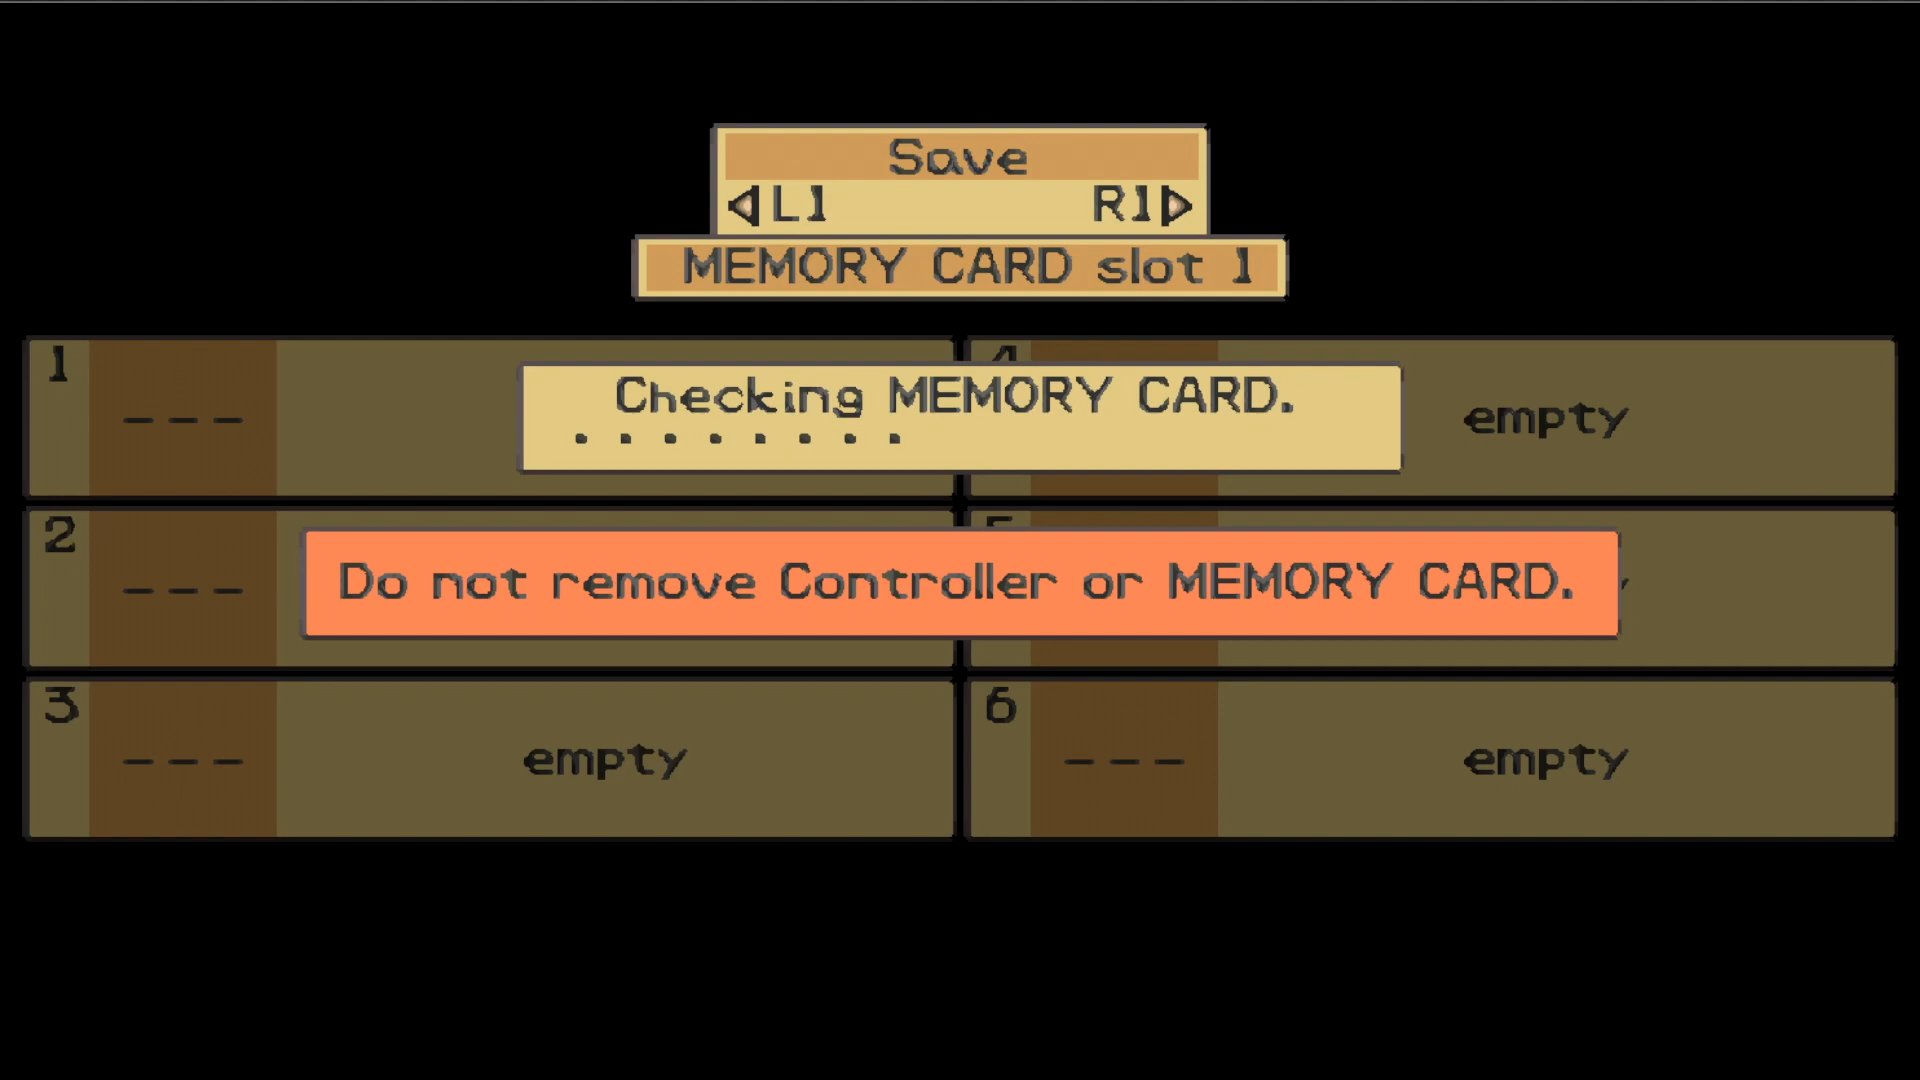 Save
L1 R1
MEMORY CARD slot 1
1
---
Checking MEMORY CARD.
........
4
empty
2
---
Do not remove Controller or MEMORY CARD.
3
---
empty
6
---
empty